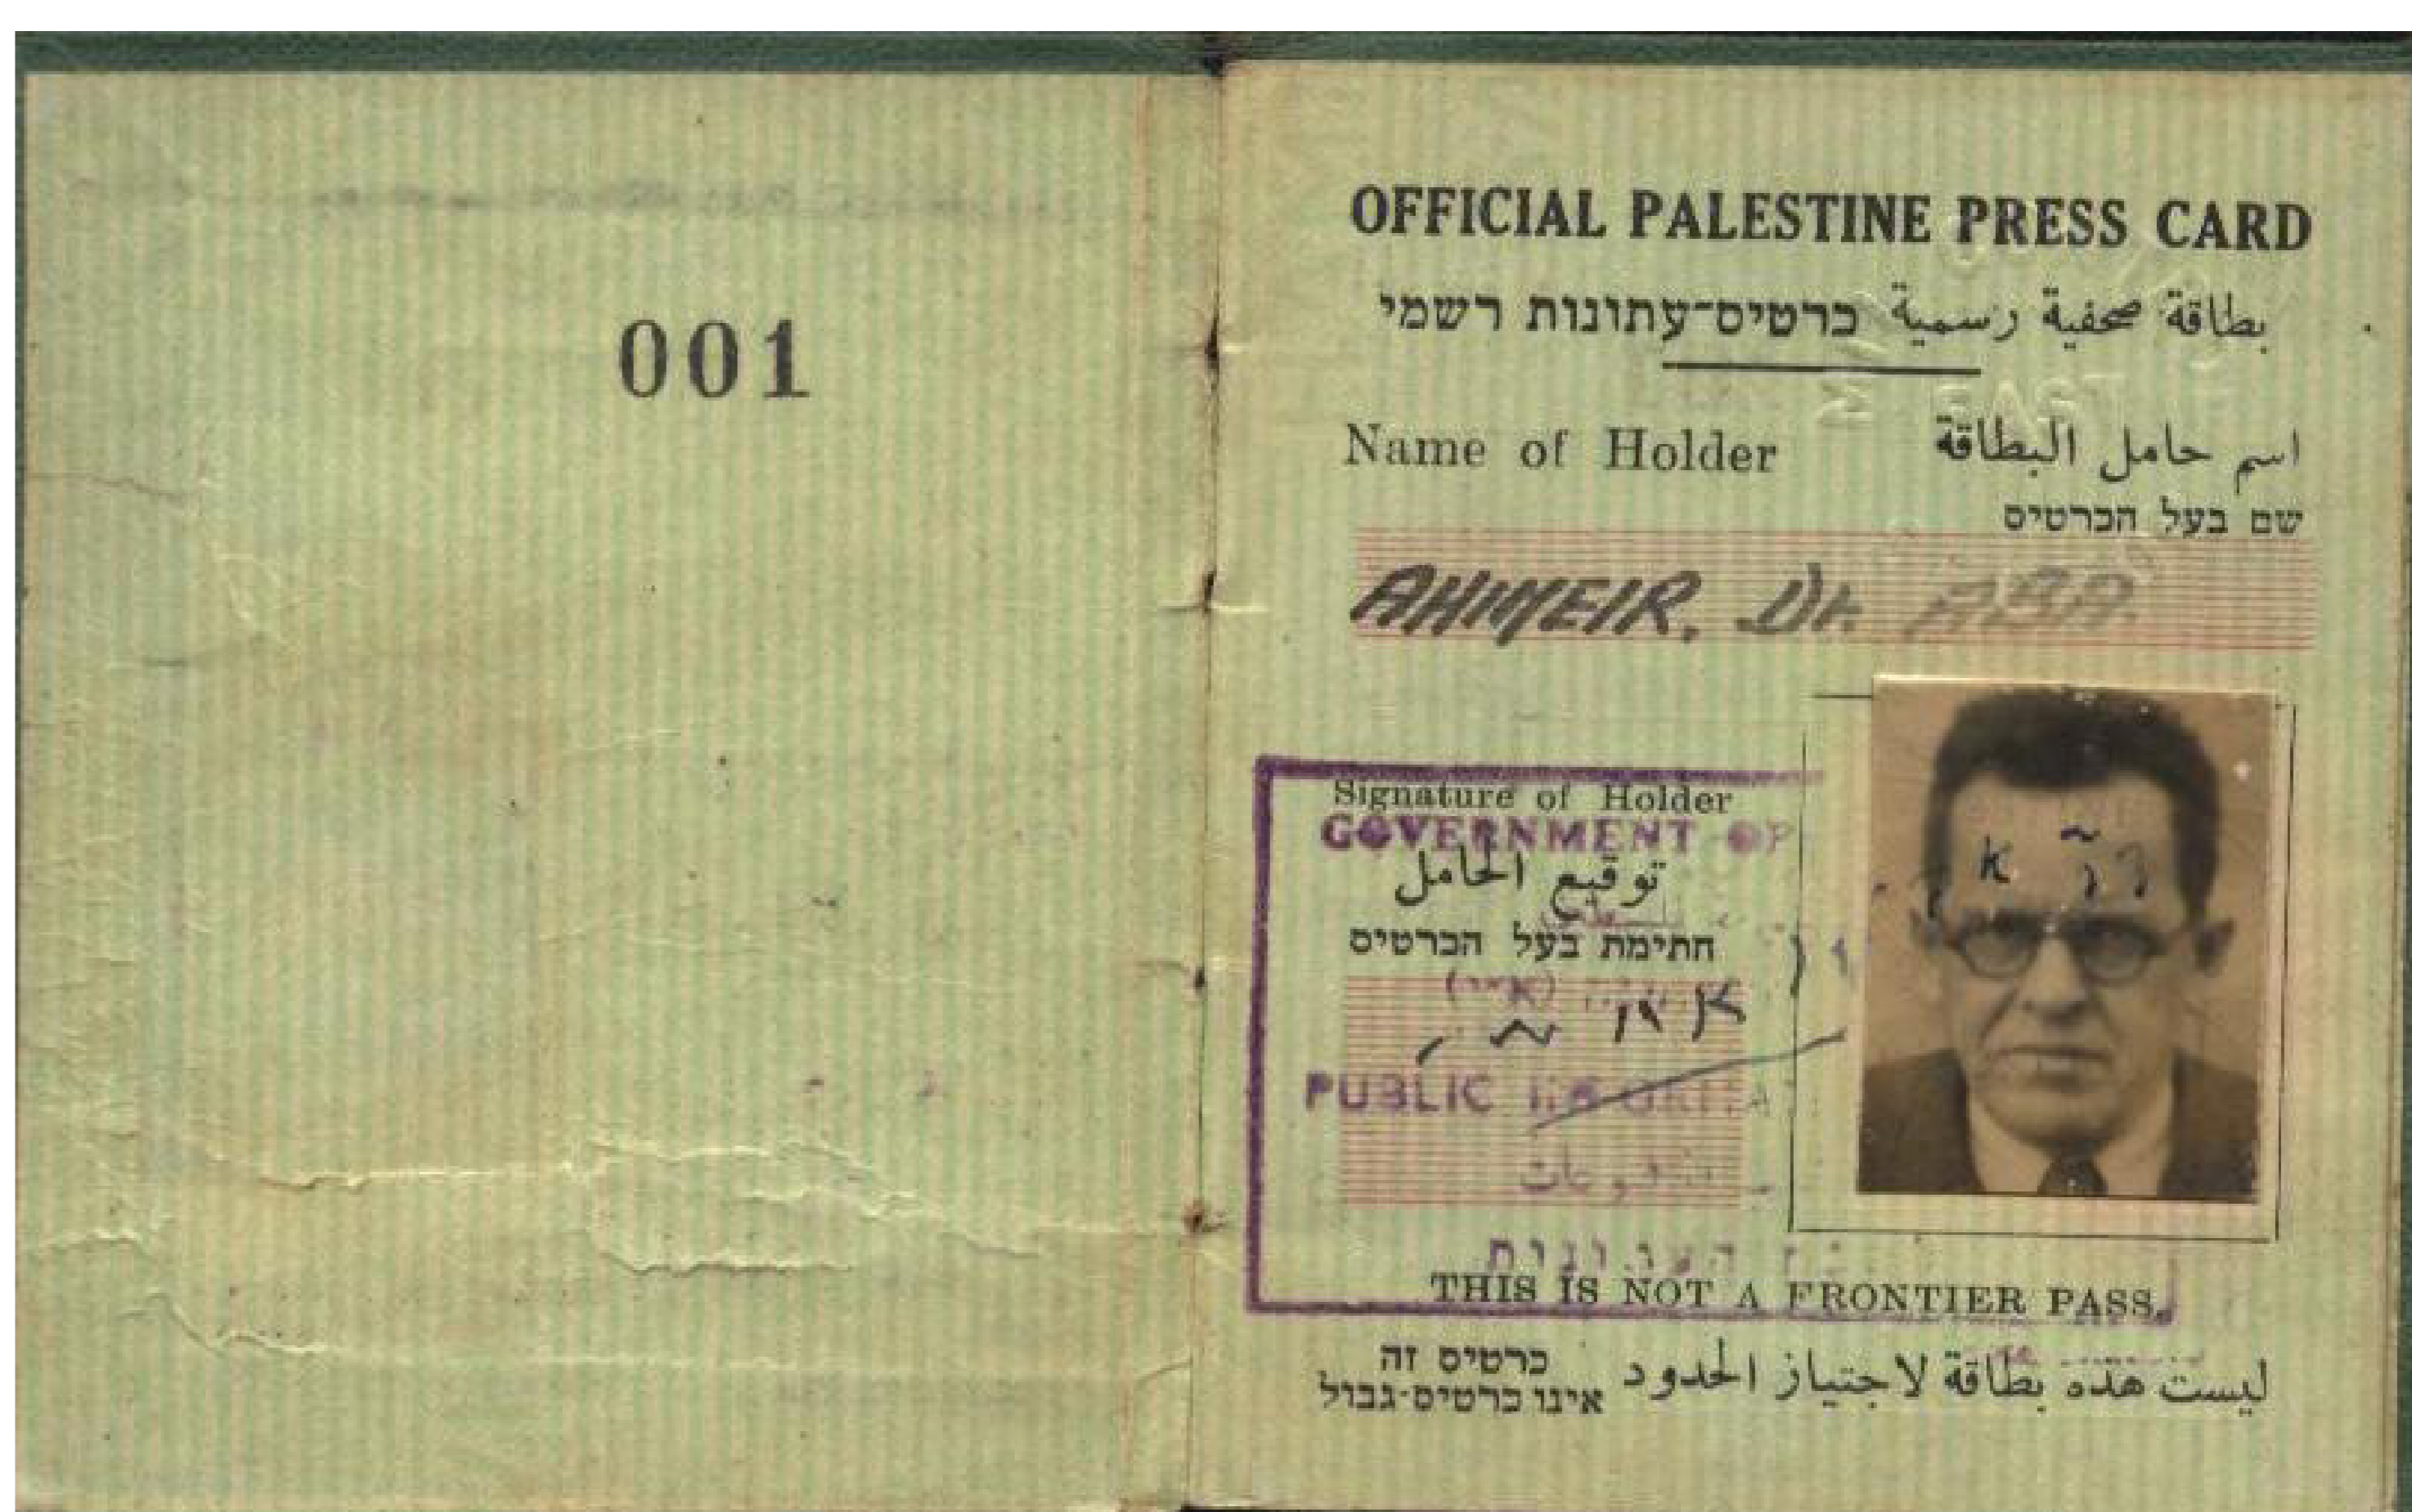 001
OFFICIAL PALESTINE PRESS CARD
بطاقة صحفية رسمية כרטיס־עתונות רשמי
Name of Holder اسم حامل البطاقة
שם בעל הכרטיס
AHIMEIR. Dr. ABA.
Signature of Holder
GOVERNMENT OF
توقيع الحامل
חתימת בעל הכרטיס
PUBLIC
THIS IS NOT A FRONTIER PASS.
ليست هذه بطاقة لاجتياز الحدود
כרטיס זה
אינו כרטיס-גבול